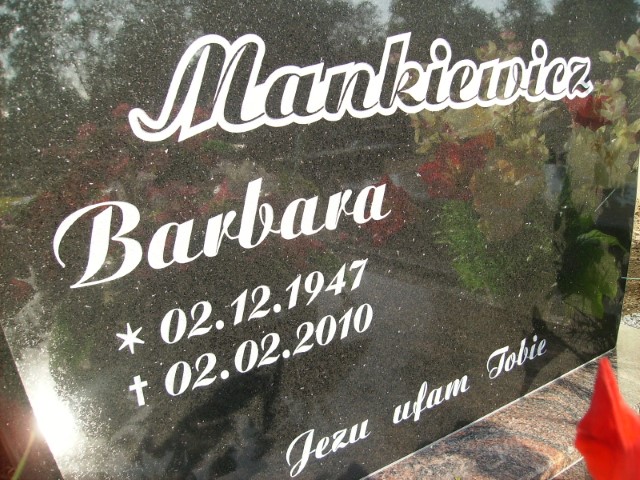 Mankiewicz
Barbara
* 02.12.1947
† 02.02.2010
Jezu ufam Tobie